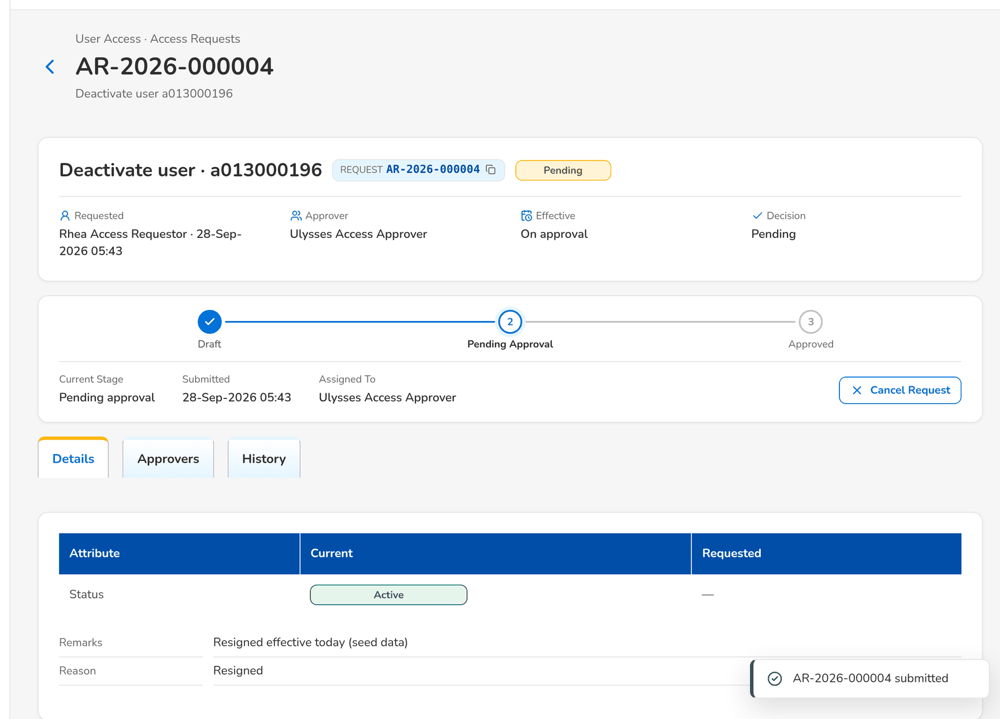 User Access · Access Requests
AR-2026-000004
Deactivate user a013000196
Deactivate user · a013000196
REQUEST AR-2026-000004
Pending
Requested
Rhea Access Requestor · 28-Sep-
2026 05:43
Approver
Ulysses Access Approver
Effective
On approval
Decision
Pending
2
3
Draft
Pending Approval
Approved
Current Stage
Pending approval
Submitted
28-Sep-2026 05:43
Assigned To
Ulysses Access Approver
Cancel Request
Details
Approvers
History
Attribute
Current
Requested
Status
Active
—
Remarks
Resigned effective today (seed data)
Reason
Resigned
AR-2026-000004 submitted